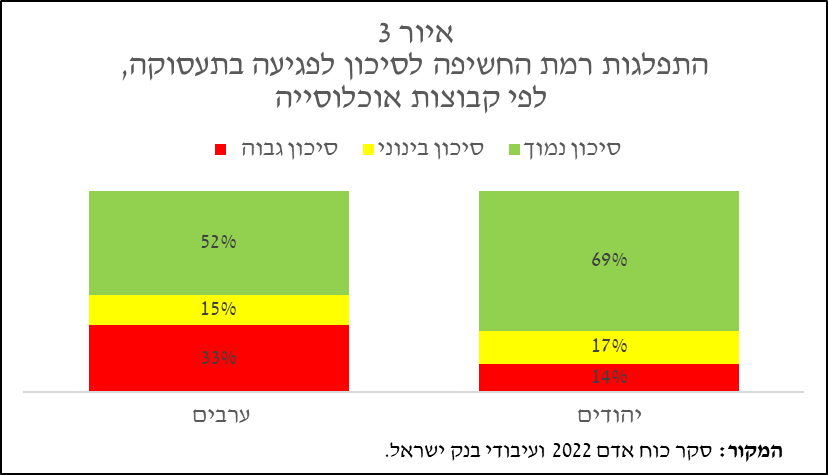 איור 3
התפלגות רמת החשיפה לסיכון לפגיעה בתעסוקה,
לפי קבוצות אוכלוסייה
סיכון נמוך סיכון בינוני סיכון גבוה
69% 52%
17% 15%
14% 33%
יהודים ערבים
המקור: סקר כוח אדם 2022 ועיבודי בנק ישראל.